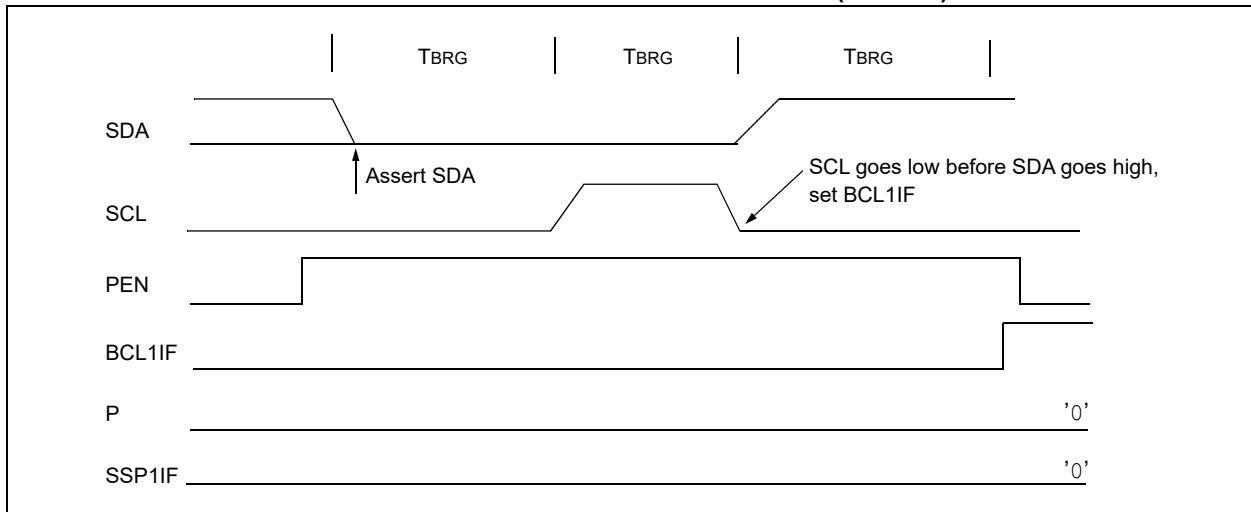 TBRG TBRG TBRG
SDA
Assert SDA
SCL goes low before SDA goes high,
set BCL1IF
SCL
PEN
BCL1IF
P '0'
SSP1IF '0'